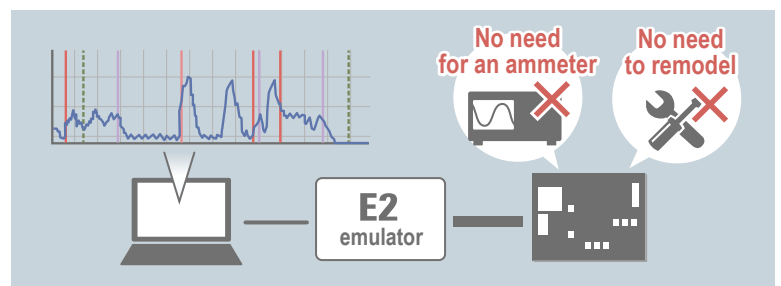 No need
for an ammeter
No need
to remodel
E2
emulator